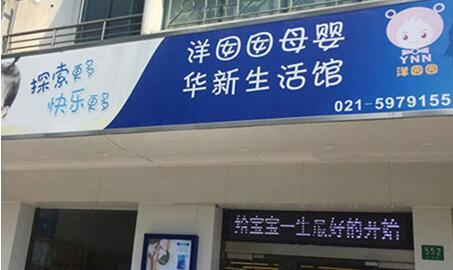 探索更多
快乐更多
洋囡囡母婴
华新生活馆
YNN
洋囡囡
021-5979155
给宝宝一生最好的开始
552